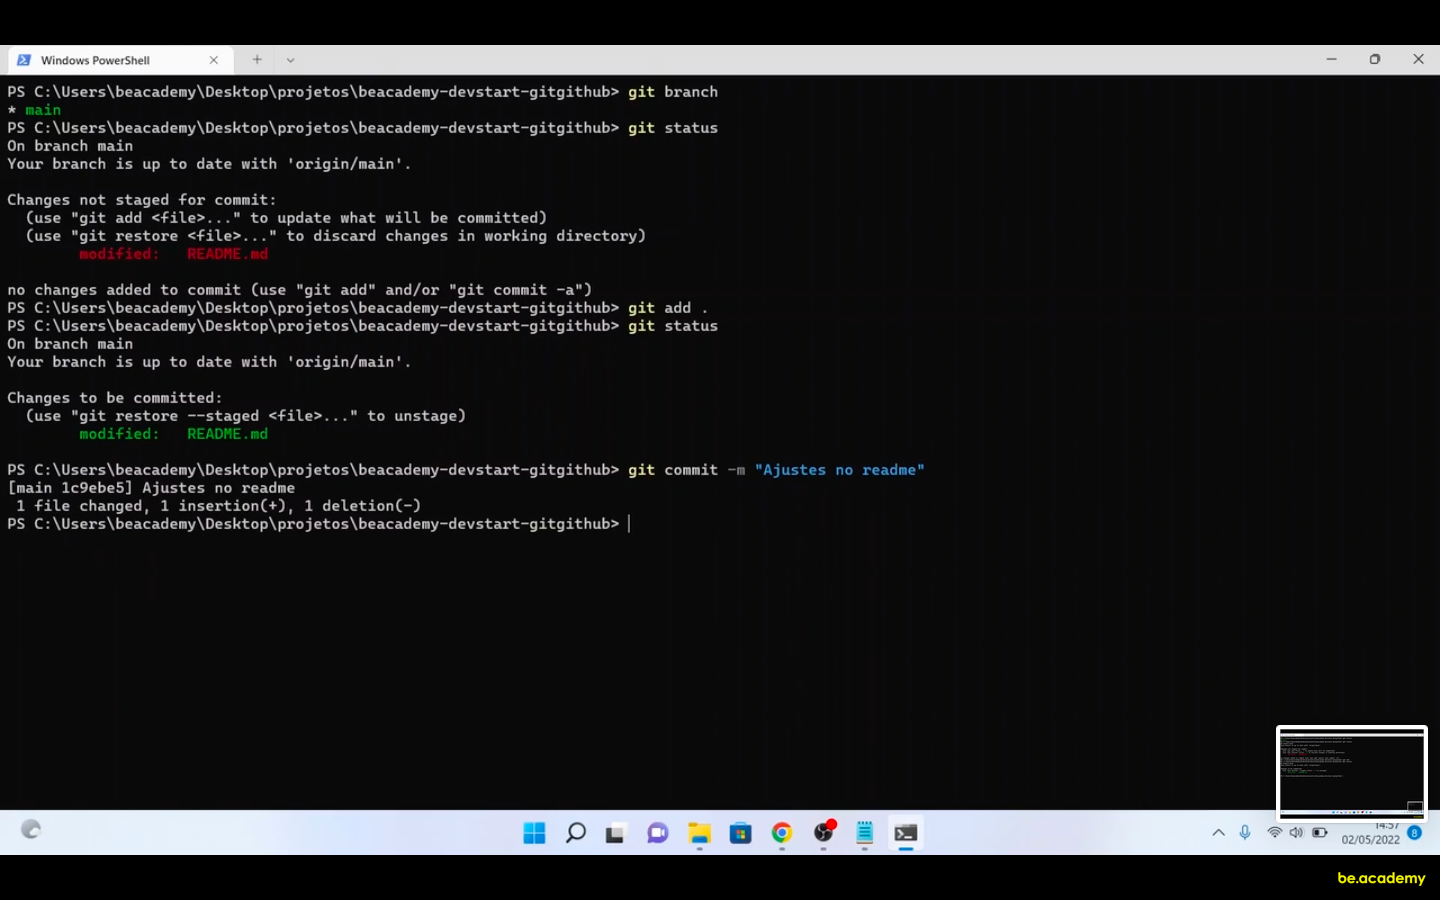 Windows PowerShell
PS C:\Users\beacademy\Desktop\projetos\beacademy-devstart-gitgithub> git branch
* main
PS C:\Users\beacademy\Desktop\projetos\beacademy-devstart-gitgithub> git status
On branch main
Your branch is up to date with 'origin/main'.
Changes not staged for commit:
(use "git add <file>..." to update what will be committed)
(use "git restore <file>..." to discard changes in working directory)
modified: README.md
no changes added to commit (use "git add" and/or "git commit -a")
PS C:\Users\beacademy\Desktop\projetos\beacademy-devstart-gitgithub> git add .
PS C:\Users\beacademy\Desktop\projetos\beacademy-devstart-gitgithub> git status
On branch main
Your branch is up to date with 'origin/main'.
Changes to be committed:
(use "git restore --staged <file>..." to unstage)
modified: README.md
PS C:\Users\beacademy\Desktop\projetos\beacademy-devstart-gitgithub> git commit -m "Ajustes no readme"
[main 1c9ebe5] Ajustes no readme
1 file changed, 1 insertion(+), 1 deletion(-)
PS C:\Users\beacademy\Desktop\projetos\beacademy-devstart-gitgithub>
14:57
02/05/2022
8
be.academy